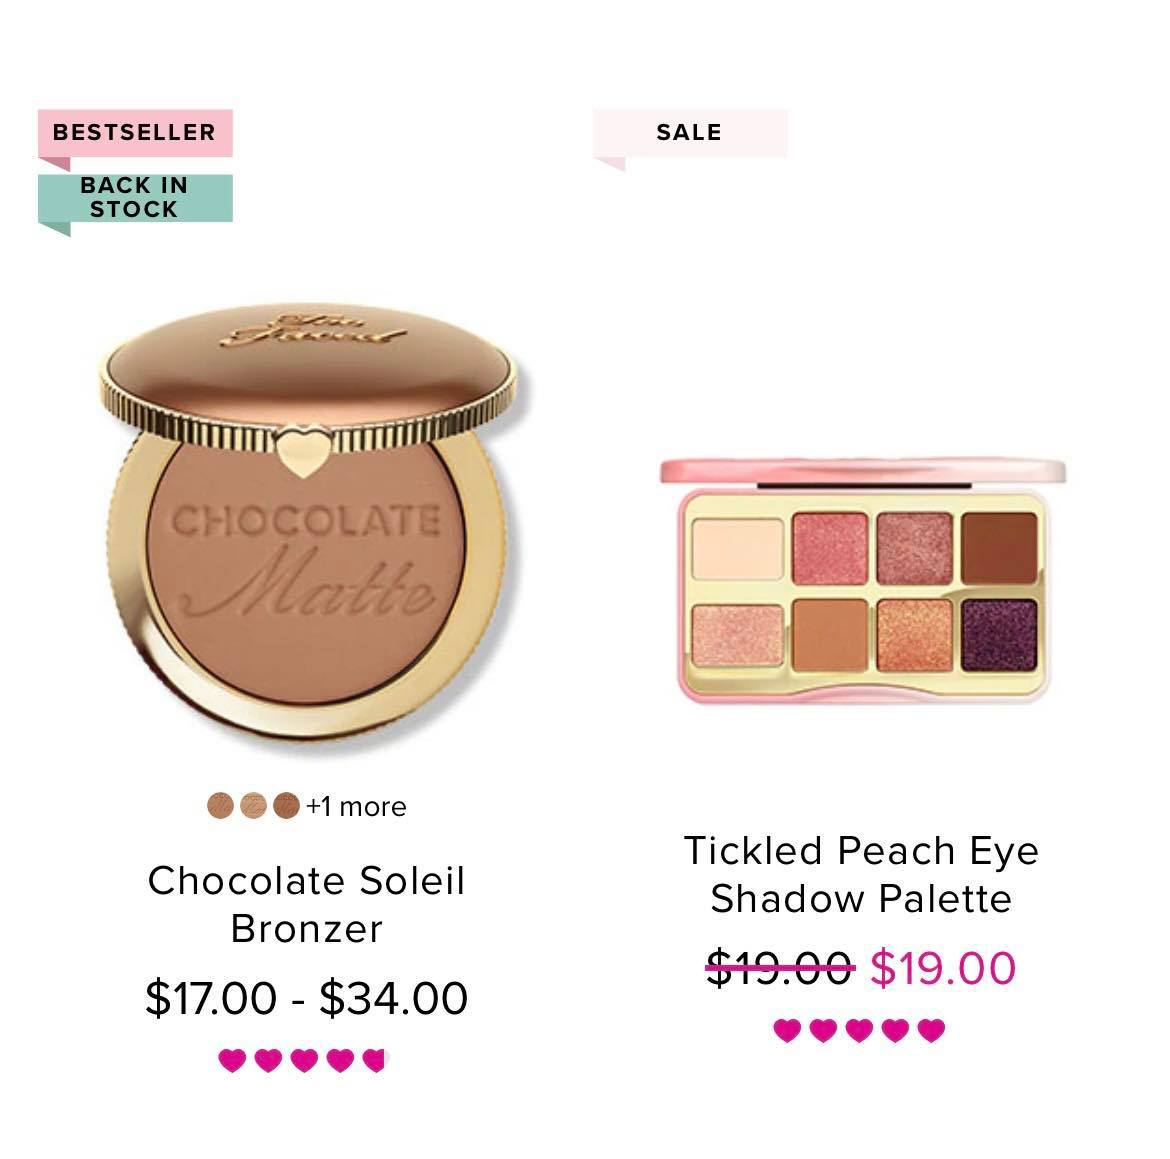 BESTSELLER
BACK IN
STOCK
Too
Faced
CHOCOLATE
Matte
+1 more
Chocolate Soleil
Bronzer
$17.00 - $34.00
SALE
Tickled Peach Eye
Shadow Palette
$19.00 $19.00